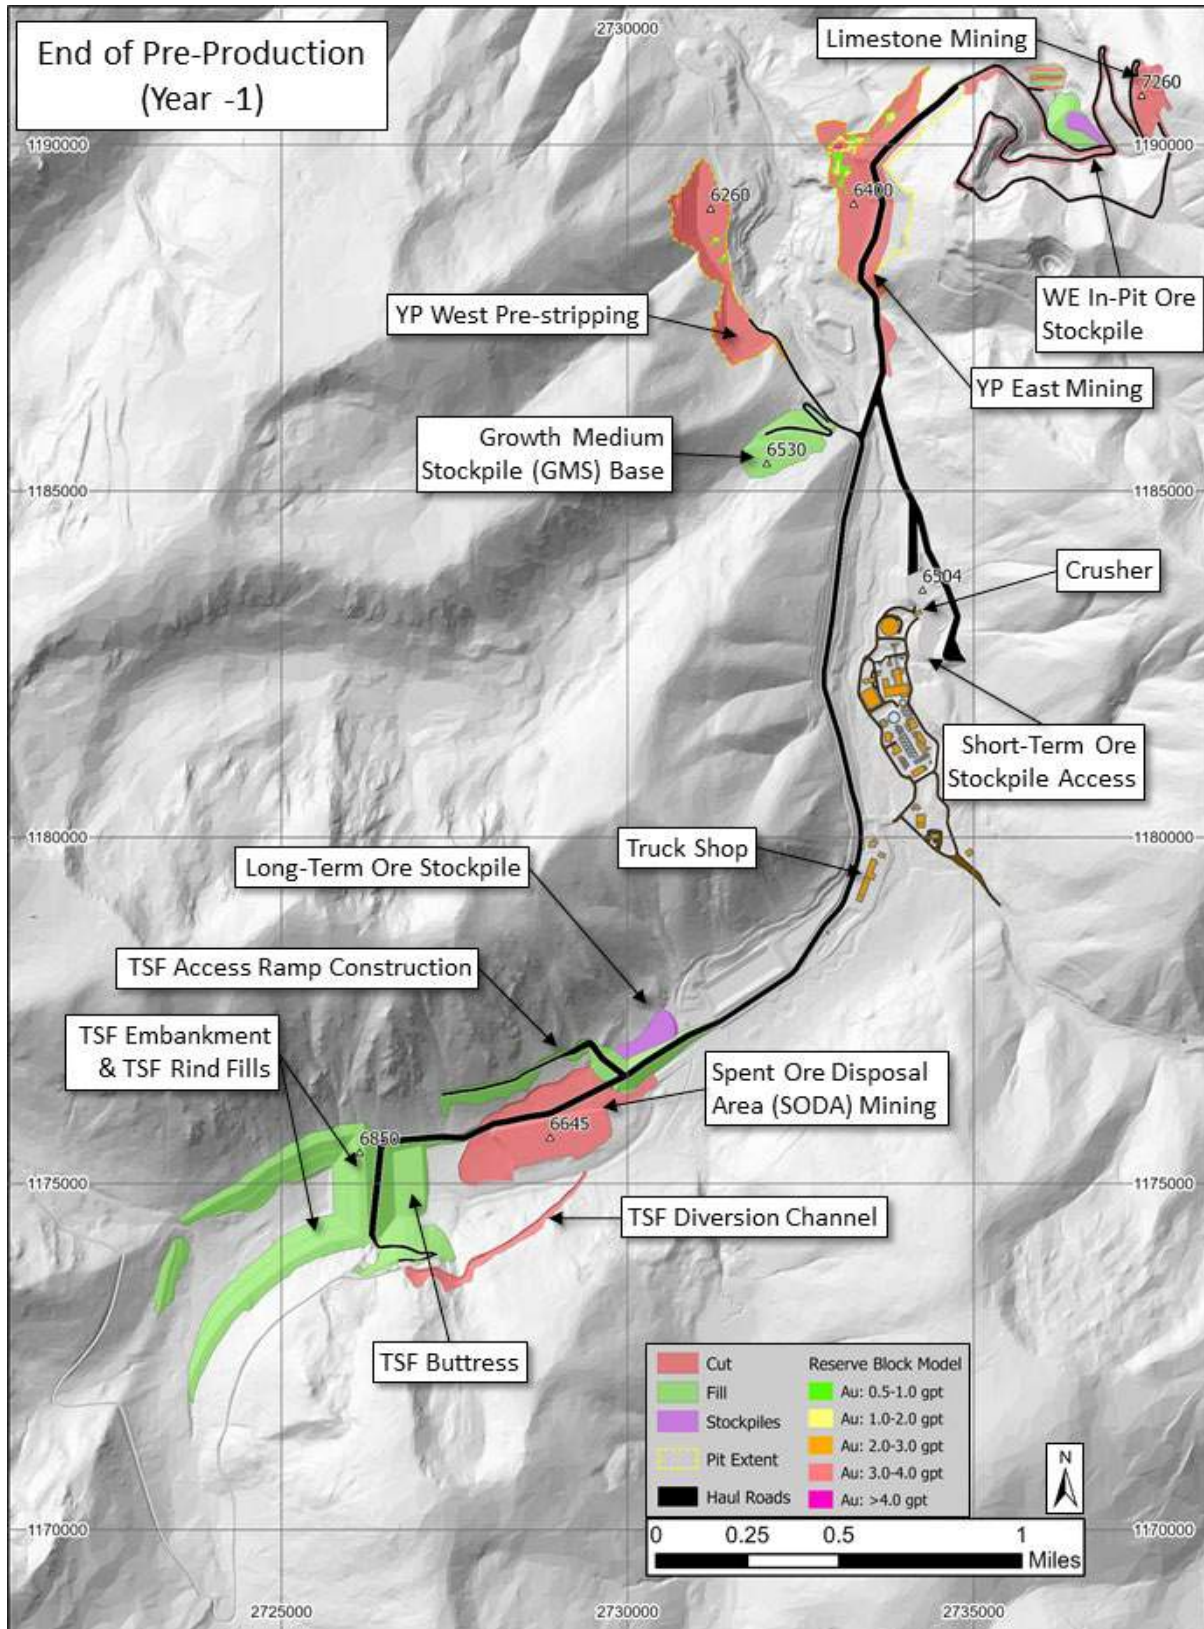 End of Pre-Production
(Year -1)
2730000
Limestone Mining
7260
1190000
1190000
6260
6400
YP West Pre-stripping
WE In-Pit Ore
Stockpile
YP East Mining
Growth Medium
Stockpile (GMS) Base
6530
1185000
1185000
6504
Crusher
Short-Term Ore
Stockpile Access
1180000
1180000
Truck Shop
Long-Term Ore Stockpile
TSF Access Ramp Construction
TSF Embankment
& TSF Rind Fills
Spent Ore Disposal
Area (SODA) Mining
6645
6850
1175000
1175000
TSF Diversion Channel
TSF Buttress
Cut
Fill
Stockpiles
Pit Extent
Haul Roads
Reserve Block Model
Au: 0.5-1.0 gpt
Au: 1.0-2.0 gpt
Au: 2.0-3.0 gpt
Au: 3.0-4.0 gpt
Au: >4.0 gpt
N
1170000
1170000
0 0.25 0.5 1
Miles
2725000
2730000
2735000